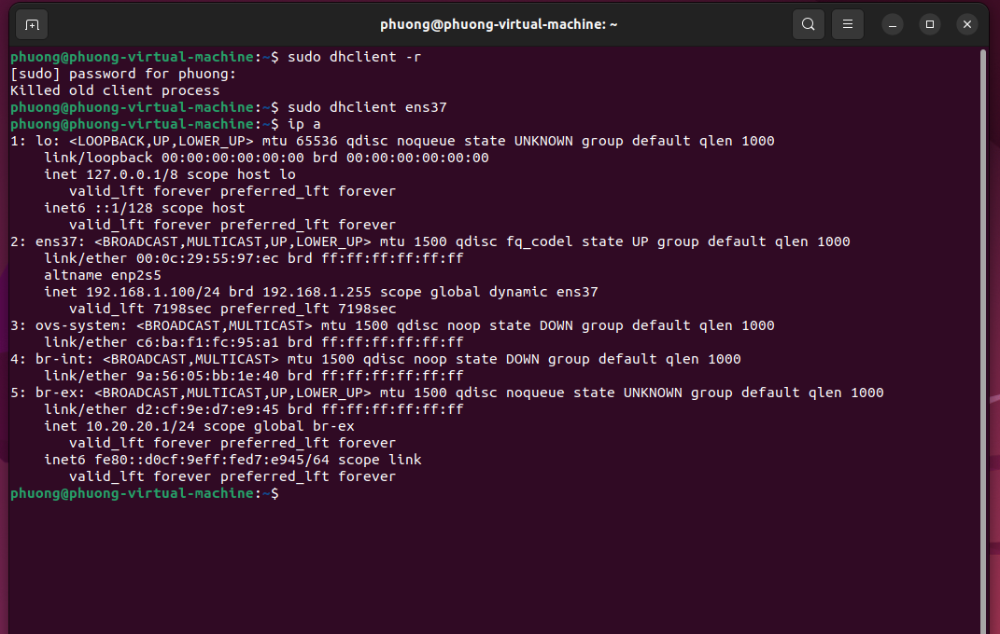 phuong@phuong-virtual-machine: ~
phuong@phuong-virtual-machine:~$ sudo dhclient -r
[sudo] password for phuong:
Killed old client process
phuong@phuong-virtual-machine:~$ sudo dhclient ens37
phuong@phuong-virtual-machine:~$ ip a
1: lo: <LOOPBACK,UP,LOWER_UP> mtu 65536 qdisc noqueue state UNKNOWN group default qlen 1000
    link/loopback 00:00:00:00:00:00 brd 00:00:00:00:00:00
    inet 127.0.0.1/8 scope host lo
       valid_lft forever preferred_lft forever
    inet6 ::1/128 scope host
       valid_lft forever preferred_lft forever
2: ens37: <BROADCAST,MULTICAST,UP,LOWER_UP> mtu 1500 qdisc fq_codel state UP group default qlen 1000
    link/ether 00:0c:29:55:97:ec brd ff:ff:ff:ff:ff:ff
    altname enp2s5
    inet 192.168.1.100/24 brd 192.168.1.255 scope global dynamic ens37
       valid_lft 7198sec preferred_lft 7198sec
3: ovs-system: <BROADCAST,MULTICAST> mtu 1500 qdisc noop state DOWN group default qlen 1000
    link/ether c6:ba:f1:fc:95:a1 brd ff:ff:ff:ff:ff:ff
4: br-int: <BROADCAST,MULTICAST> mtu 1500 qdisc noop state DOWN group default qlen 1000
    link/ether 9a:56:05:bb:1e:40 brd ff:ff:ff:ff:ff:ff
5: br-ex: <BROADCAST,MULTICAST,UP,LOWER_UP> mtu 1500 qdisc noqueue state UNKNOWN group default qlen 1000
    link/ether d2:cf:9e:d7:e9:45 brd ff:ff:ff:ff:ff:ff
    inet 10.20.20.1/24 scope global br-ex
       valid_lft forever preferred_lft forever
    inet6 fe80::d0cf:9eff:fed7:e945/64 scope link
       valid_lft forever preferred_lft forever
phuong@phuong-virtual-machine:~$